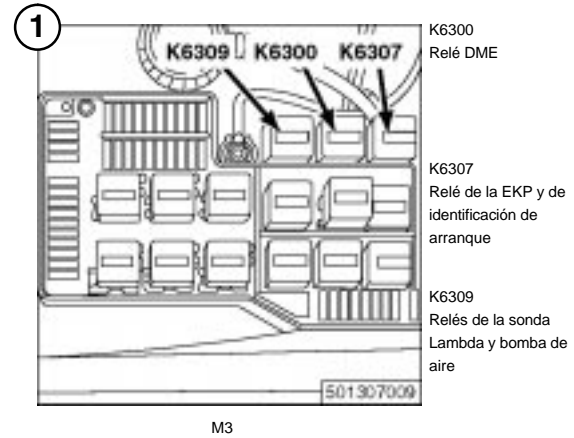 1
K6309 K6300 K6307
K6300
Relé DME
K6307
Relé de la EKP y de
identificación de
arranque
K6309
Relés de la sonda
Lambda y bomba de
aire
501307009
M3